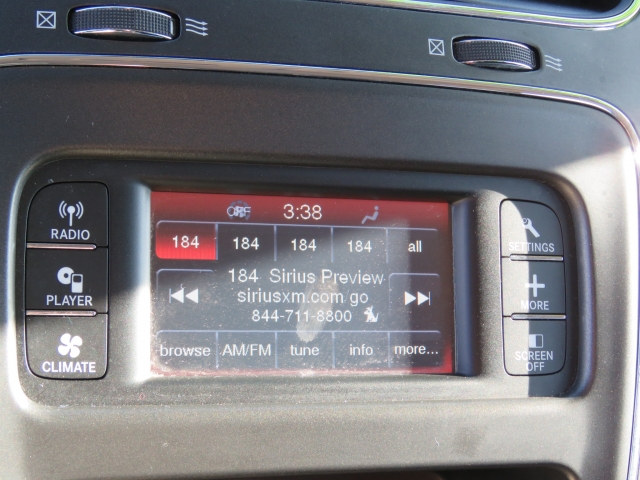 OFF 3:38
184 184 184 184 all
184 Sirius Preview
siriusxm.com go
844-711-8800
browse AM/FM tune info more...
RADIO
PLAYER
CLIMATE
SETTINGS
MORE
SCREEN
OFF